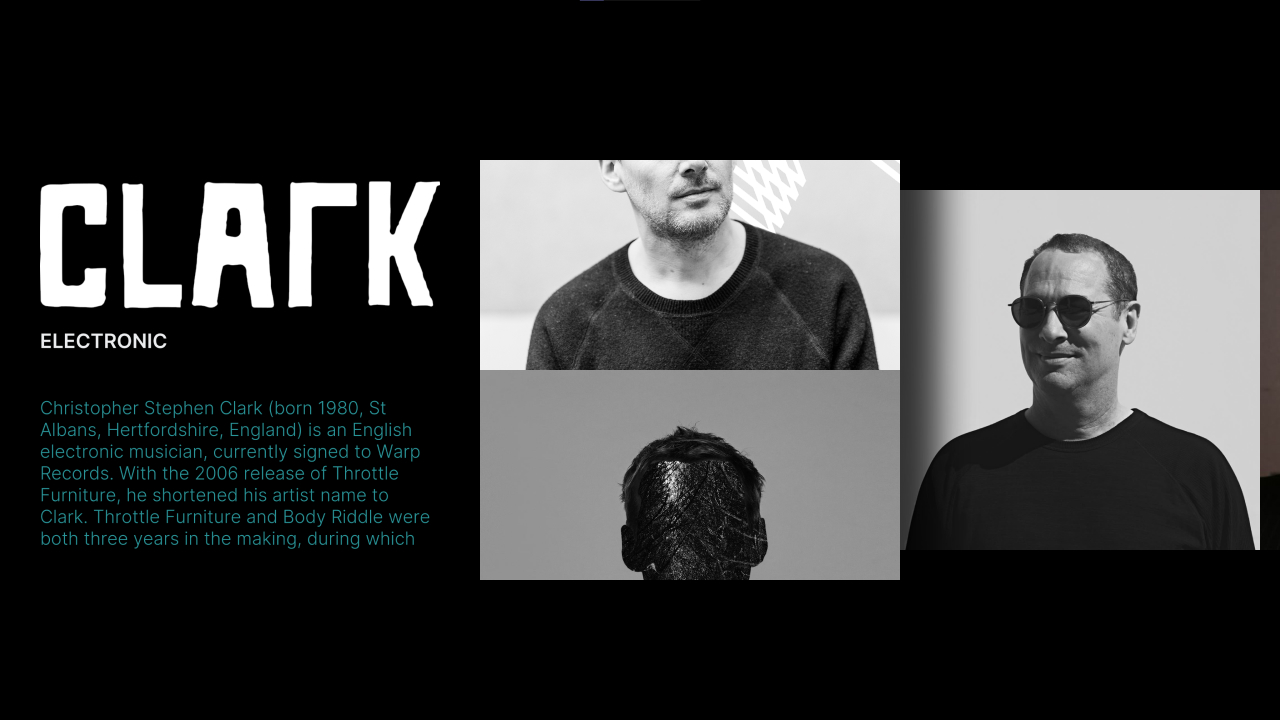 CLARK
ELECTRONIC
Christopher Stephen Clark (born 1980, St
Albans, Hertfordshire, England) is an English
electronic musician, currently signed to Warp
Records. With the 2006 release of Throttle
Furniture, he shortened his artist name to
Clark. Throttle Furniture and Body Riddle were
both three years in the making, during which